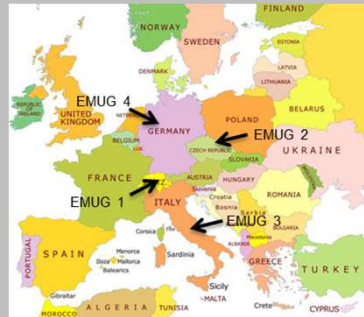 FINLAND
NORWAY
SWEDEN
ESTONIA
LATVIA
LITHUANIA
DENMARK
REPUBLIC OF IRELAND
UNITED KINGDOM
EMUG 4
NETH
BELGIUM
GERMANY
POLAND
BELARUS
EMUG 2
CZECH REPUBLIC
UKRAINE
SLOVAKIA
FRANCE
AUSTRIA
HUNGARY
Slovenia
EMUG 1
ITALY
Croatia
Bosnia
ROMANIA
Serbia
EMUG 3
BULGARIA
Macedonia
ALBANIA
Corsica
Sardinia
PORTUGAL
SPAIN
Menorca
Ibiza
Mallorca
Balearics
GREECE
TURKEY
Gibraltar
Sicily
MALTA
Crete
CYPRUS
MOROCCO
ALGERIA
TUNISIA